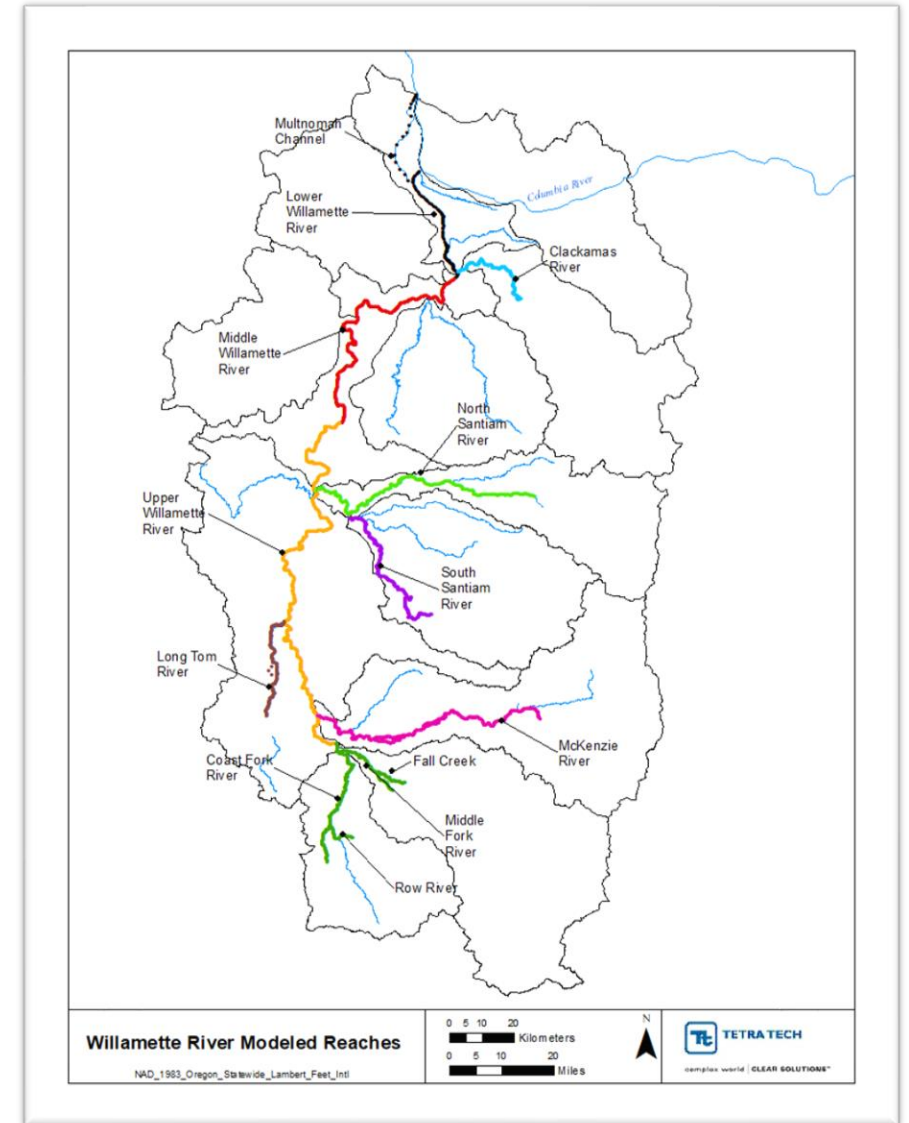 Multnomah
Channel
Columbia River
Lower
Willamette
River
Clackamas
River
Middle
Willamette
River
North
Santiam
River
Upper
Willamette
River
South
Santiam
River
Long Tom
River
McKenzie
River
Coast Fork
River
Fall Creek
Middle
Fork
River
Row River
Willamette River Modeled Reaches
NAD_1983_Oregon_Statewide_Lambert_Feet_Intl
0 5 10 20
Kilometers
0 5 10 20
Miles
N
Tt
TETRA TECH
complex world | CLEAR SOLUTIONS™